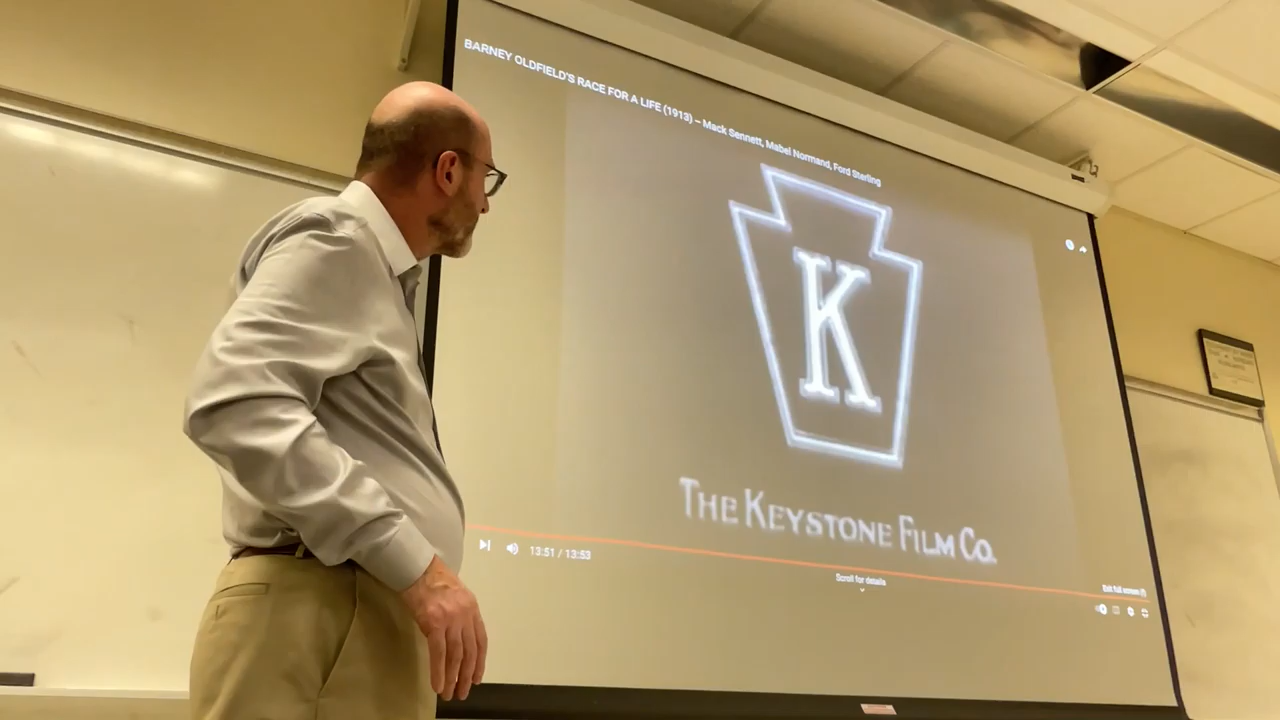 BARNEY OLDFIELD'S RACE FOR A LIFE (1913) – Mack Sennett, Mabel Normand, Ford Sterling
K
THE KEYSTONE FILM CO.
13:51 / 13:53
Scroll for details
Exit full screen (f)